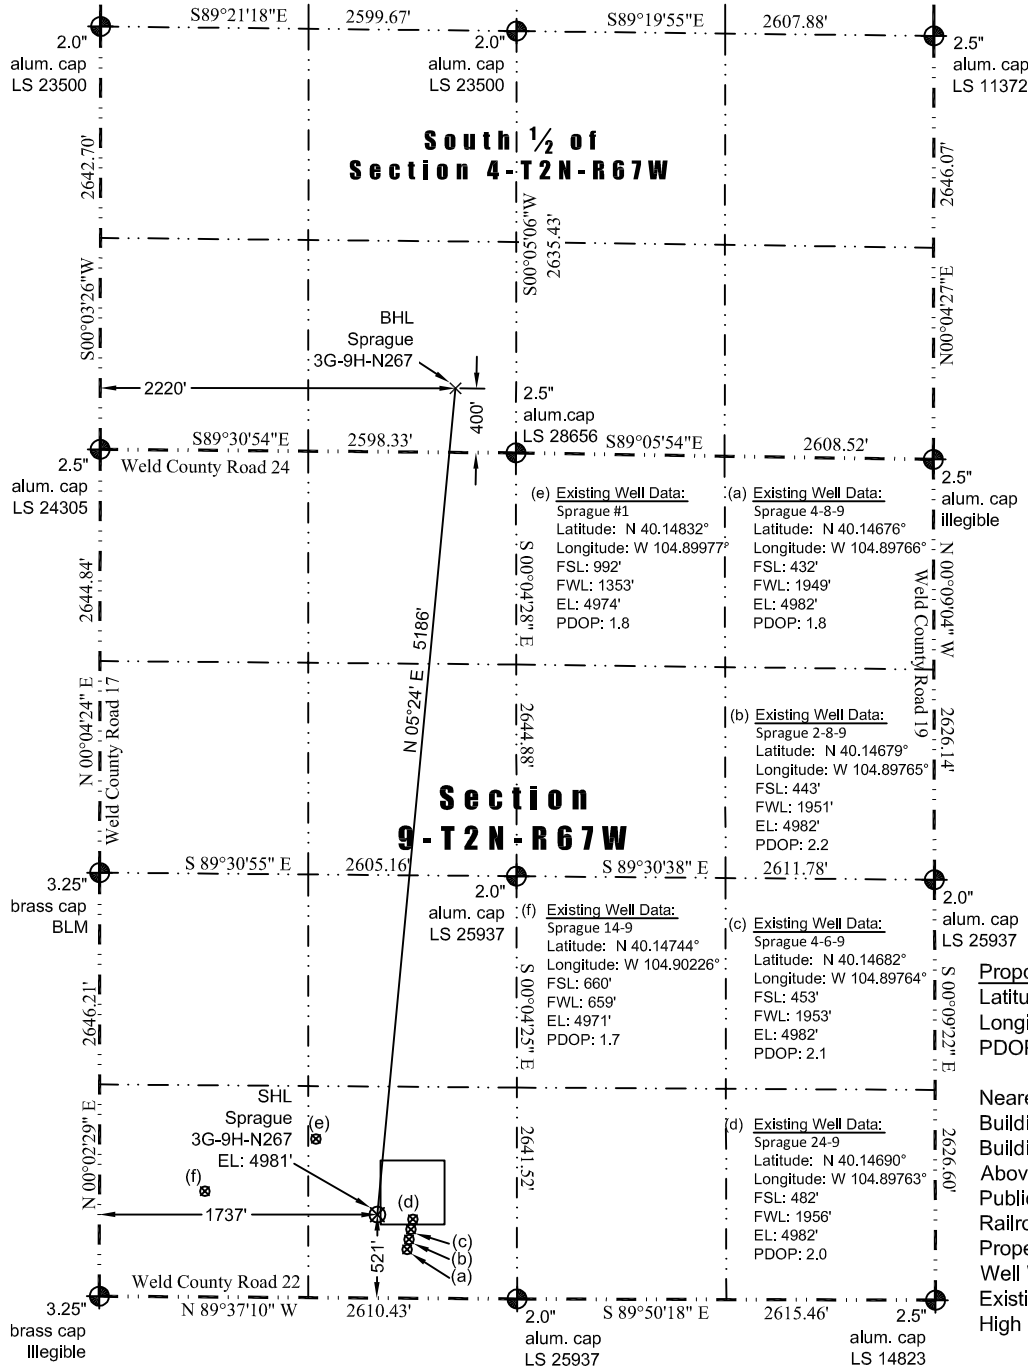 S89°21'18"E
2599.67'
S89°19'55"E
2607.88'
2.0"
alum. cap
LS 23500
2.0"
alum. cap
LS 23500
2.5"
alum. cap
LS 11372
South ½ of
Section 4-T2N-R67W
2642.70'
S00°03'26"W
S00°05'06"W
2635.43'
2646.07'
N00°04'27"E
BHL
Sprague
3G-9H-N267
2220'
400'
2.5"
alum.cap
LS 28656
S89°30'54"E
2598.33'
S89°05'54"E
2608.52'
Weld County Road 24
2.5"
alum. cap
LS 24305
2.5"
alum. cap
illegible
(e) Existing Well Data:
Sprague #1
Latitude: N 40.14832°
Longitude: W 104.89977°
FSL: 992'
FWL: 1353'
EL: 4974'
PDOP: 1.8
(a) Existing Well Data:
Sprague 4-8-9
Latitude: N 40.14676°
Longitude: W 104.89766°
FSL: 432'
FWL: 1949'
EL: 4982'
PDOP: 1.8
2644.84'
N 00°04'24" E
Weld County Road 17
N 05°24' E 5186'
S 00°04'28" E
2644.88'
N 00°09'04" W
Weld County Road 19
2626.14'
(b) Existing Well Data:
Sprague 2-8-9
Latitude: N 40.14679°
Longitude: W 104.89765°
FSL: 443'
FWL: 1951'
EL: 4982'
PDOP: 2.2
Section
9-T2N-R67W
S 89°30'55" E
2605.16'
S 89°30'38" E
2611.78'
3.25"
brass cap
BLM
2.0"
alum. cap
LS 25937
2.0"
alum. cap
LS 25937
(f) Existing Well Data:
Sprague 14-9
Latitude: N 40.14744°
Longitude: W 104.90226°
FSL: 660'
FWL: 659'
EL: 4971'
PDOP: 1.7
(c) Existing Well Data:
Sprague 4-6-9
Latitude: N 40.14682°
Longitude: W 104.89764°
FSL: 453'
FWL: 1953'
EL: 4982'
PDOP: 2.1
2646.21'
N 00°02'29" E
S 00°04'25" E
2641.52'
S 00°09'22" E
2626.60'
Propo
Latitu
Longi
PDOP
Neare
Buildi
Buildi
Abov
Public
Railro
Prope
Well
Existi
High
SHL
Sprague
3G-9H-N267
EL: 4981'
(e)
(f)
(d)
(c)
(b)
(a)
1737'
521'
(d) Existing Well Data:
Sprague 24-9
Latitude: N 40.14690°
Longitude: W 104.89763°
FSL: 482'
FWL: 1956'
EL: 4982'
PDOP: 2.0
Weld County Road 22
N 89°37'10" W
2610.43'
S 89°50'18" E
2615.46'
3.25"
brass cap
Illegible
2.0"
alum. cap
LS 25937
2.5"
alum. cap
LS 14823